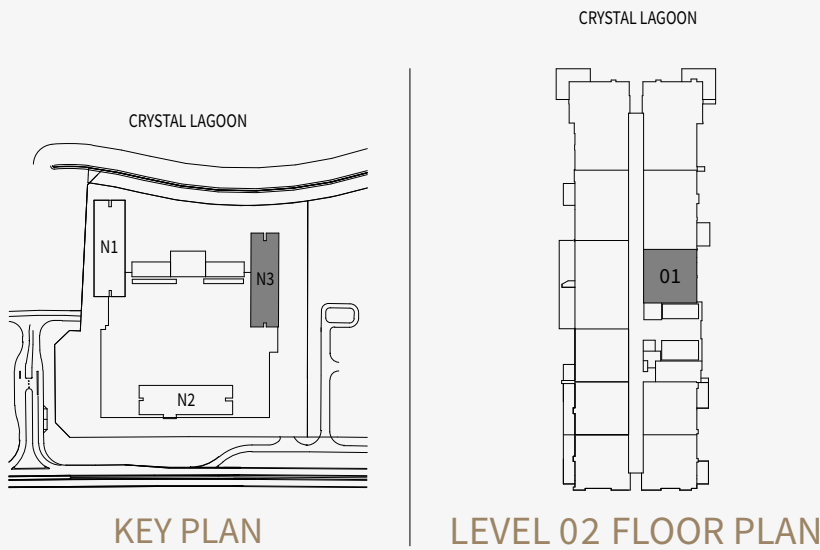 CRYSTAL LAGOON
N1
N3
N2
KEY PLAN
CRYSTAL LAGOON
01
LEVEL 02 FLOOR PLAN